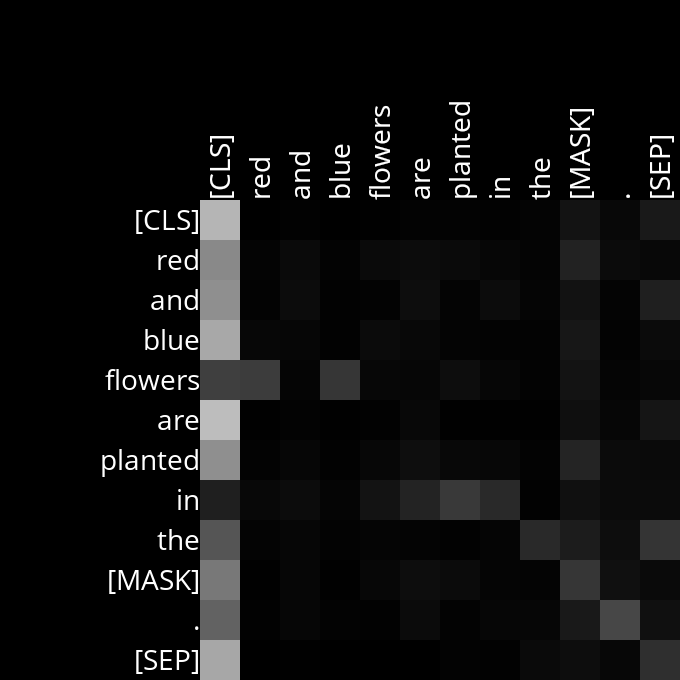 [CLS] red and blue flowers are planted in the [MASK] . [SEP]
[CLS]
red
and
blue
flowers
are
planted
in
the
[MASK]
.
[SEP]